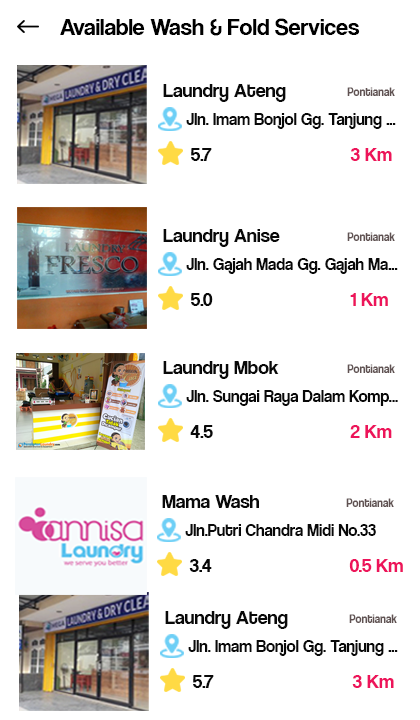 Available Wash & Fold Services
LAUNDRY & DRY CLEA
Laundry Ateng
Pontianak
Jln. Imam Bonjol Gg. Tanjung ...
5.7
3 Km
LAUNDRY
FRESCO
Laundry Anise
Pontianak
Jln. Gajah Mada Gg. Gajah Ma...
5.0
1 Km
Laundry Mbok
Pontianak
Jln. Sungai Raya Dalam Komp...
4.5
2 Km
annisa
Laundry
we serve you better
Mama Wash
Pontianak
Jln.Putri Chandra Midi No.33
3.4
0.5 Km
LAUNDRY & DRY CLEA
Laundry Ateng
Pontianak
Jln. Imam Bonjol Gg. Tanjung ...
5.7
3 Km